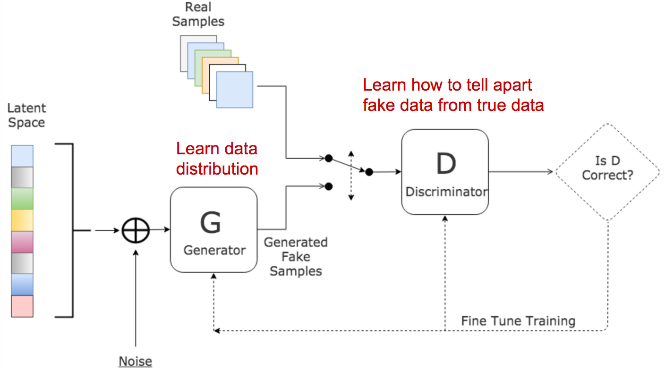 Real
Samples
Learn how to tell apart
fake data from true data
Latent
Space
Learn data
distribution
D
Discriminator
Is D
Correct?
G
Generator
Generated
Fake
Samples
Fine Tune Training
Noise